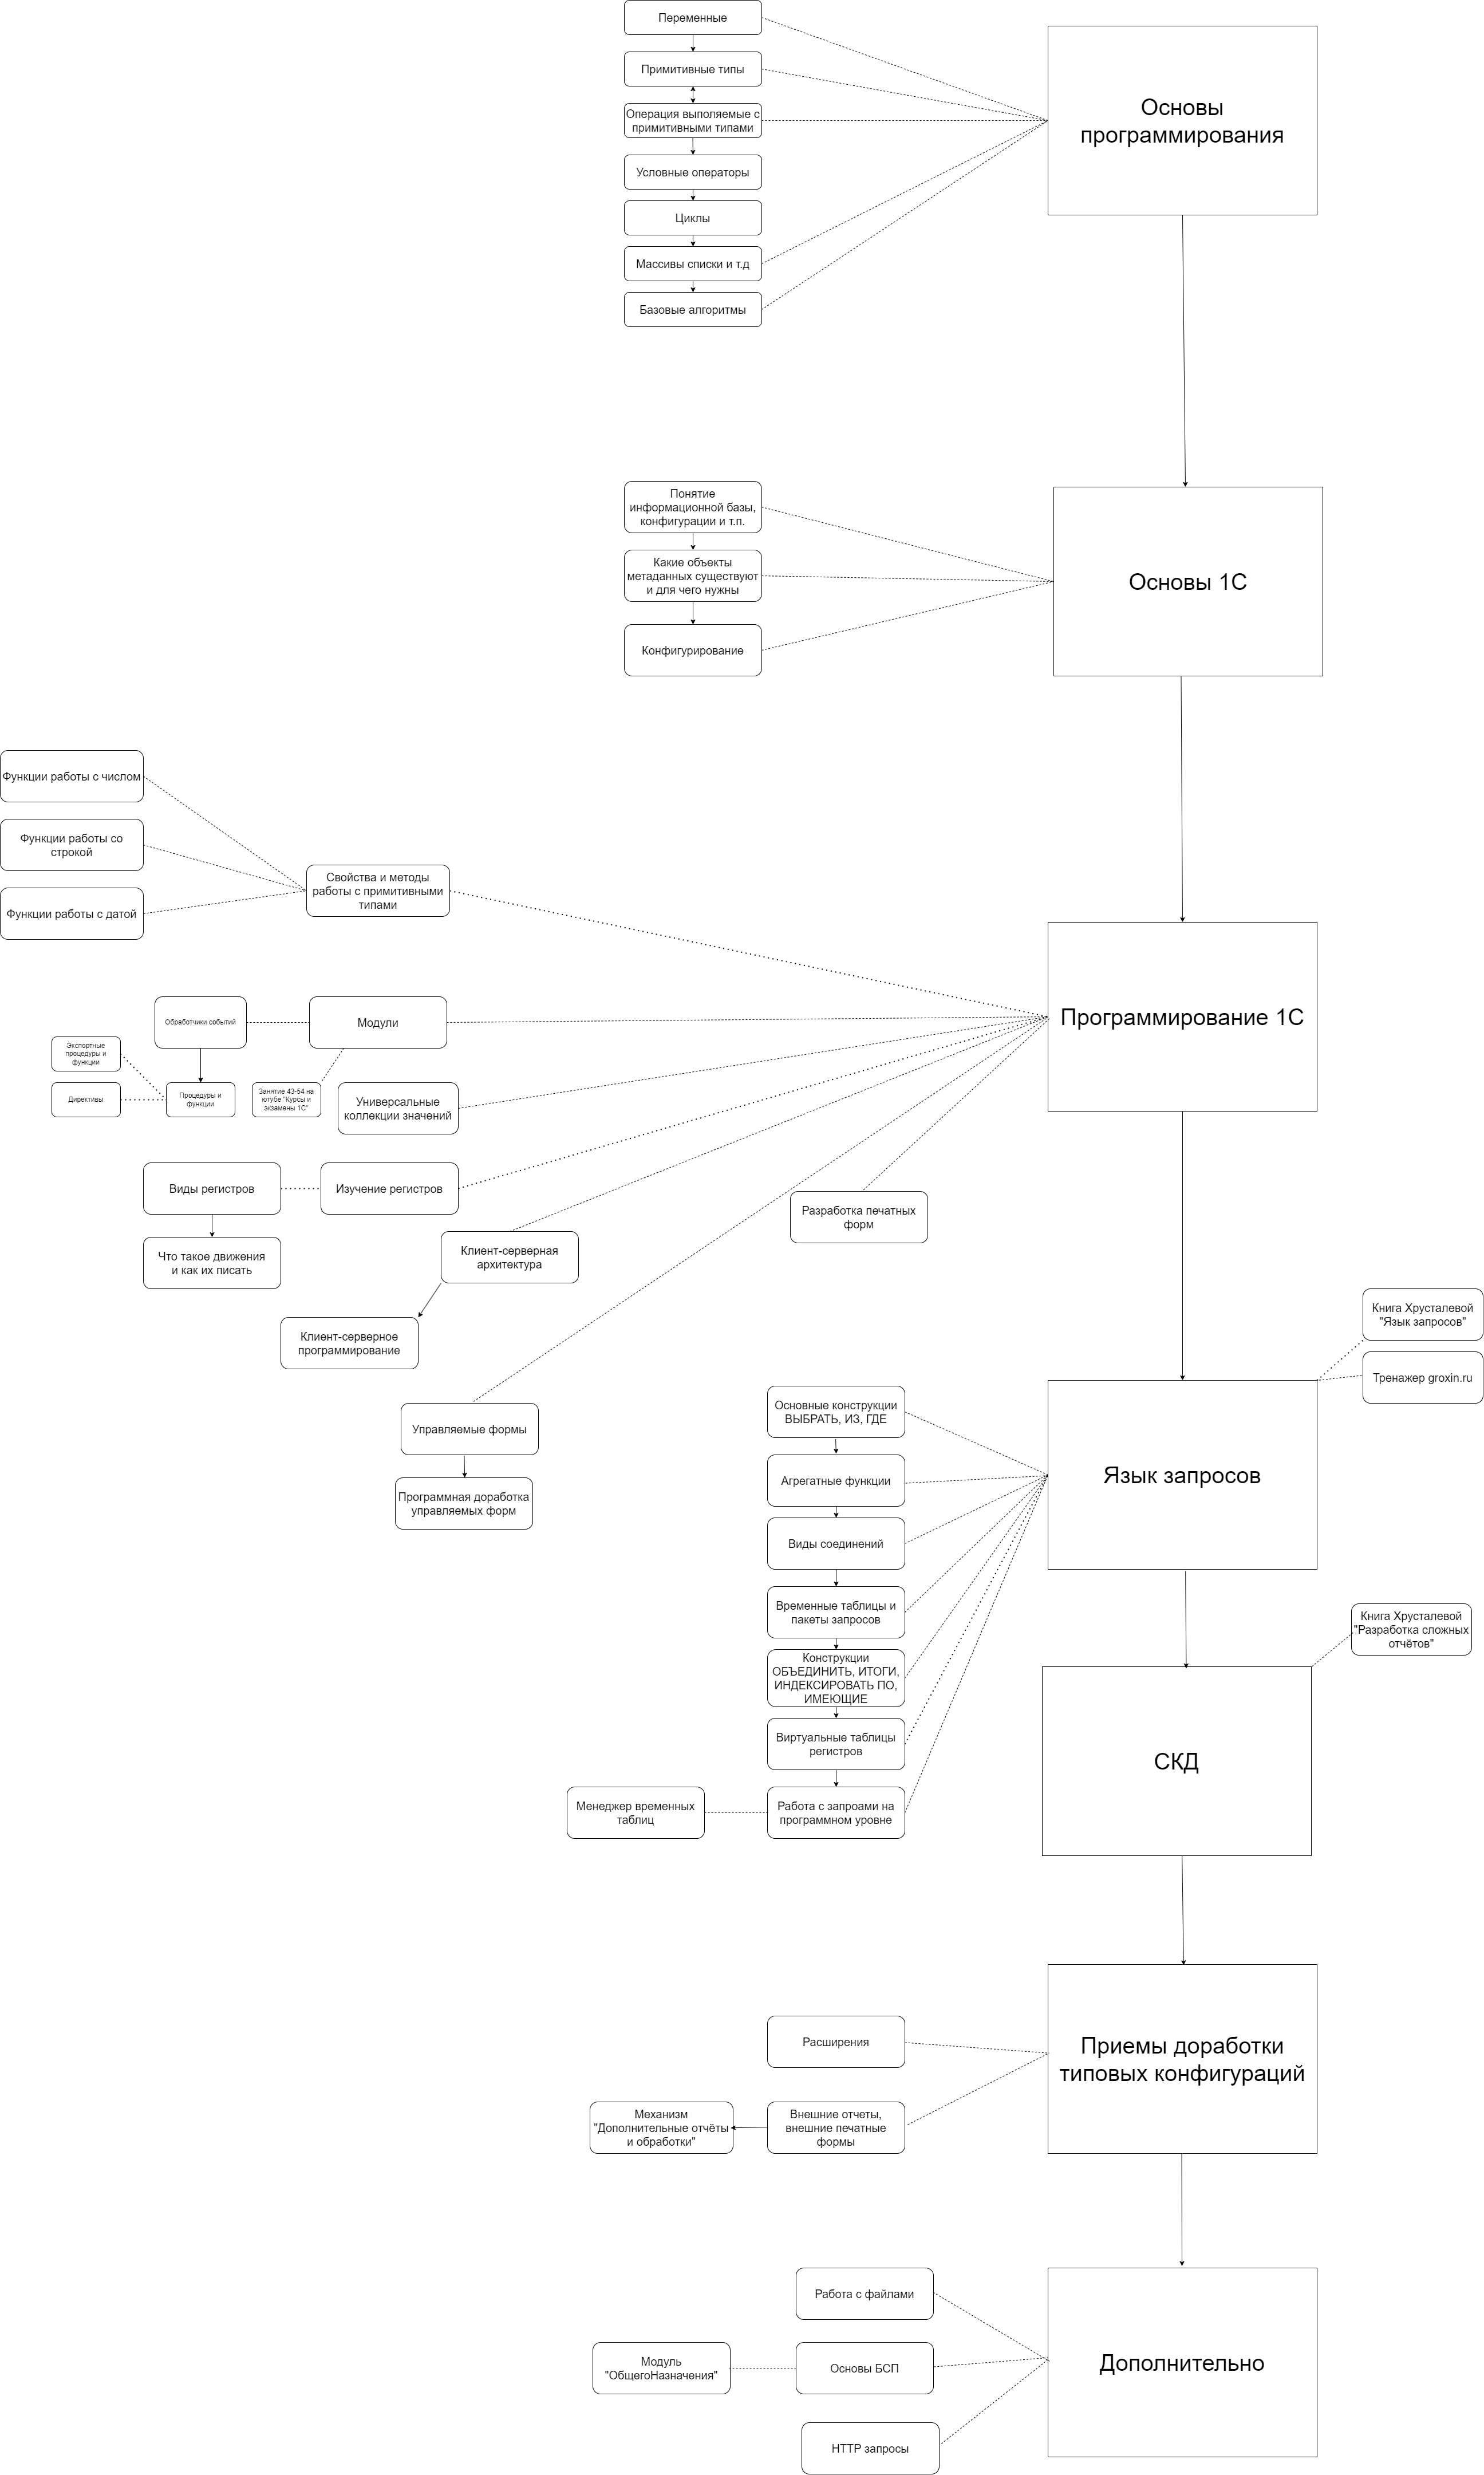 Переменные
Примитивные типы
Операция выполяемые с
примитивными типами
Условные операторы
Циклы
Массивы списки и т.д
Базовые алгоритмы
Основы
программирования
Понятие
информационной базы,
конфигурации и т.п.
Какие объекты
метаданных существуют
и для чего нужны
Конфигурирование
Основы 1С
Функции работы с числом
Функции работы со
строкой
Функции работы с датой
Свойства и методы
работы с примитивными
типами
Программирование 1С
Обработчики событий
Модули
Экспортные
процедуры и
функции
Директивы
Процедуры и
функции
Занятие 43-54 на
ютубе "Курсы и
экзамены 1С"
Универсальные
коллекции значений
Виды регистров
Изучение регистров
Что такое движения
и как их писать
Разработка печатных
форм
Клиент-серверная
архитектура
Клиент-серверное
программирование
Управляемые формы
Программная доработка
управляемых форм
Книга Хрусталевой
"Язык запросов"
Тренажер groxin.ru
Основные конструкции
ВЫБРАТЬ, ИЗ, ГДЕ
Агрегатные функции
Виды соединений
Временные таблицы и
пакеты запросов
Конструкции
ОБЪЕДИНИТЬ, ИТОГИ,
ИНДЕКСИРОВАТЬ ПО,
ИМЕЮЩИЕ
Виртуальные таблицы
регистров
Менеджер временных
таблиц
Работа с запроами на
программном уровне
Язык запросов
Книга Хрусталевой
"Разработка сложных
отчётов"
СКД
Расширения
Механизм
"Дополнительные отчёты
и обработки"
Внешние отчеты,
внешние печатные
формы
Приемы доработки
типовых конфигураций
Работа с файлами
Модуль
"ОбщегоНазначения"
Основы БСП
HTTP запросы
Дополнительно